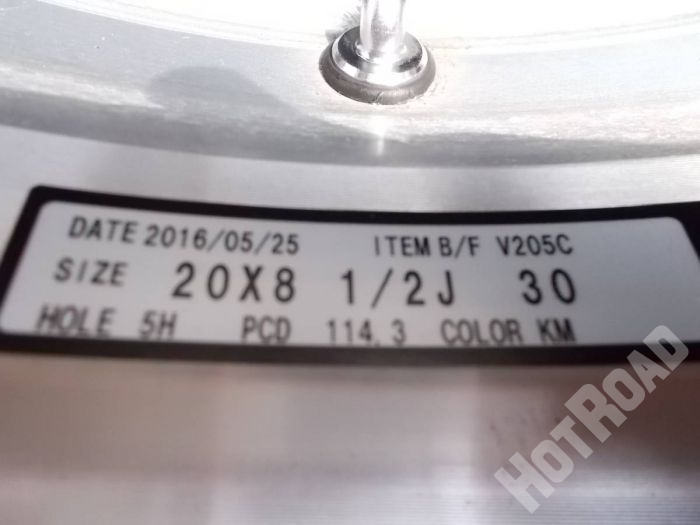 DATE 2016/05/25 ITEM B/F V205C
SIZE 20X8 1/2J 30
HOLE 5H PCD 114.3 COLOR KM
HOTROAD